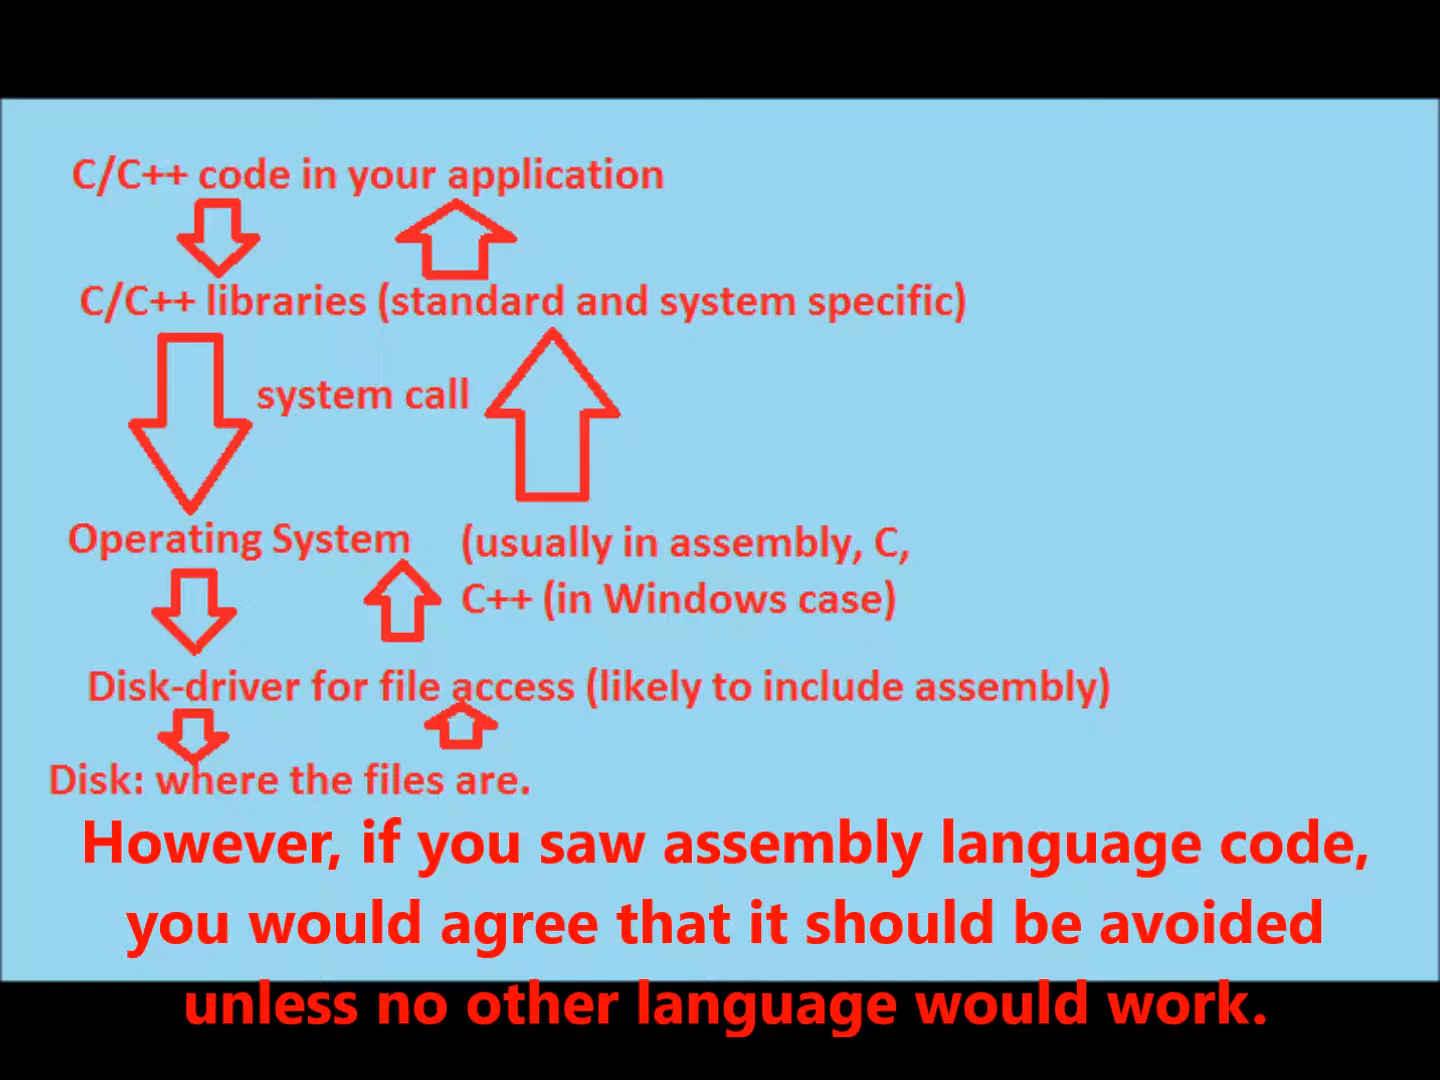 C/C++ code in your application
C/C++ libraries (standard and system specific)
system call
Operating System (usually in assembly, C,
C++ (in Windows case)
Disk-driver for file access (likely to include assembly)
Disk: where the files are.
However, if you saw assembly language code,
you would agree that it should be avoided
unless no other language would work.